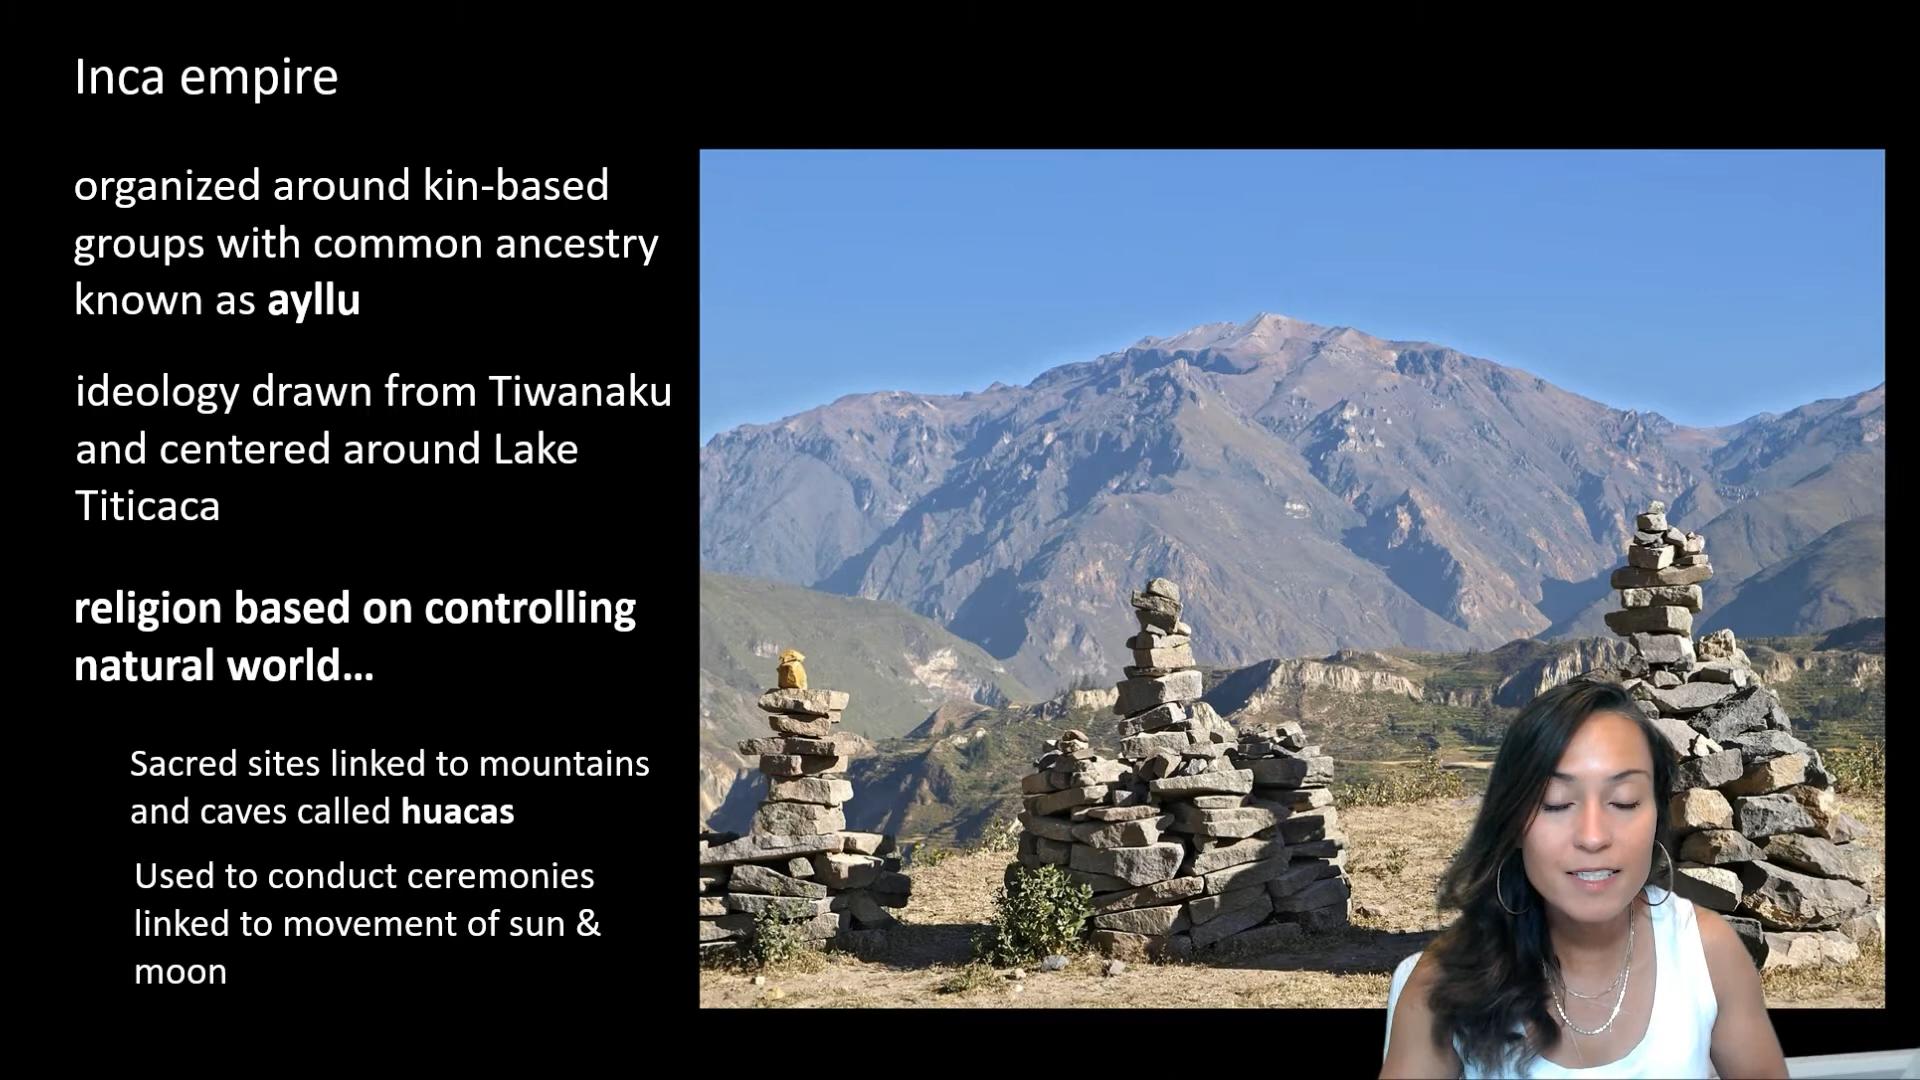 Inca empire
organized around kin-based
groups with common ancestry
known as ayllu
ideology drawn from Tiwanaku
and centered around Lake
Titicaca
religion based on controlling
natural world...
Sacred sites linked to mountains
and caves called huacas
Used to conduct ceremonies
linked to movement of sun &
moon